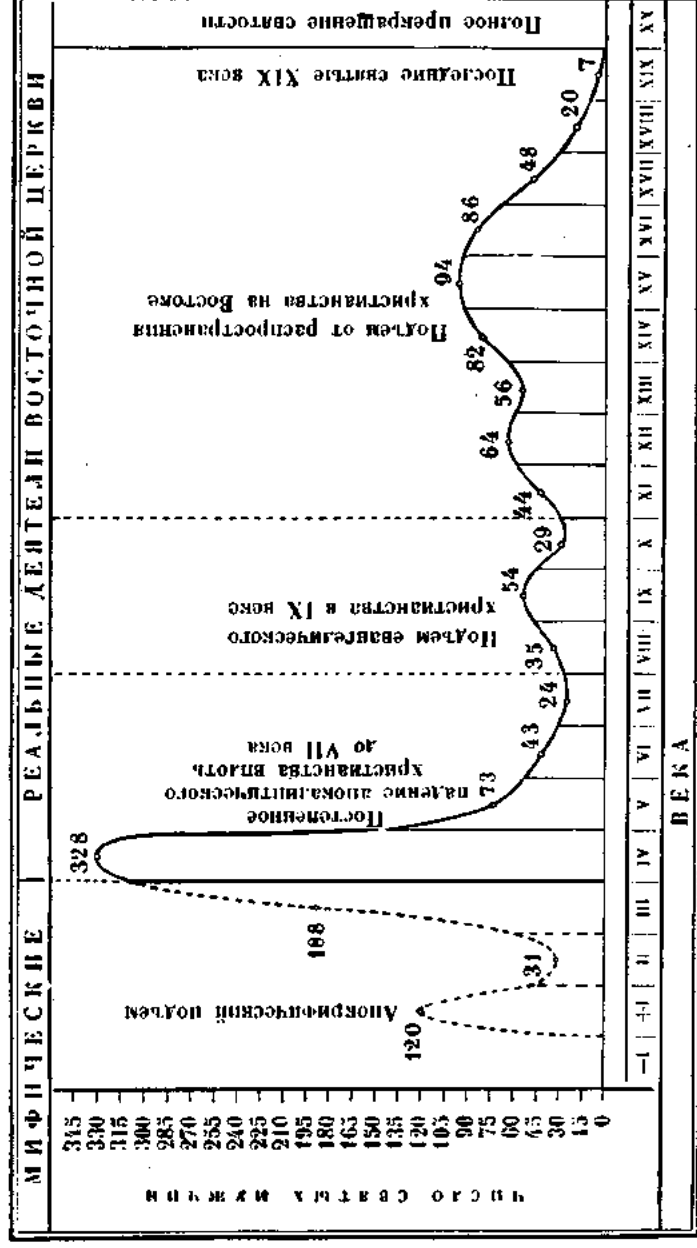 МИФИЧЕСКИЕ
РЕАЛЬНЫЕ ДЕЯТЕЛИ ВОСТОЧНОЙ ЦЕРКВИ
ЧИСЛО СВЯТЫХ МУЖЧИН
345
330
315
300
285
270
255
240
225
210
195
180
165
150
135
120
105
90
75
60
45
30
15
0
Апокрифический подъем
Постепенное
падение апокалиптического
христианства вплоть
до VII века
Подъем евангелического
христианства в IX веке
Подъем от распространения
христианства на Востоке
Последние святые XIX века
Полное прекращение святости
120
31
188
328
73
43
24
35
54
29
44
64
56
82
94
86
48
20
7
–I
+I
II
III
IV
V
VI
VII
VIII
IX
X
XI
XII
XIII
XIV
XV
XVI
XVII
XVIII
XIX
XX
ВЕКА